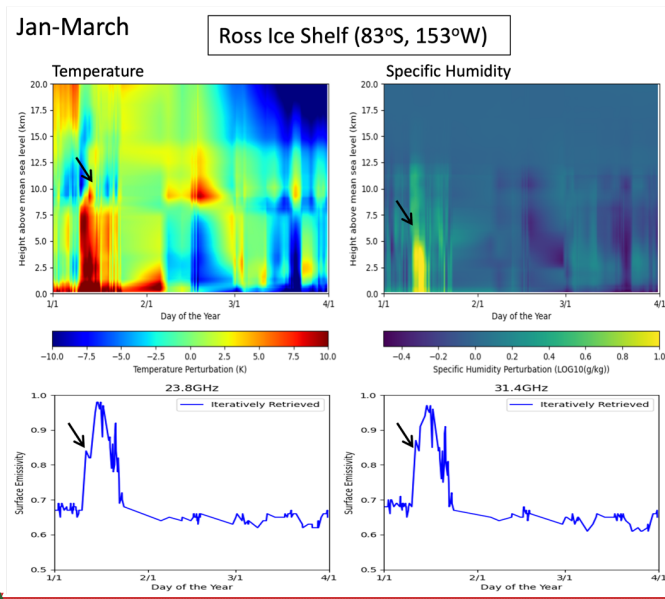 Jan-March
Ross Ice Shelf (83ºS, 153ºW)
Temperature
Specific Humidity
Height above mean sea level (km)
20.0
17.5
15.0
12.5
10.0
7.5
5.0
2.5
0.0
1/1
2/1
3/1
4/1
Day of the Year
Height above mean sea level (km)
20.0
17.5
15.0
12.5
10.0
7.5
5.0
2.5
0.0
1/1
2/1
3/1
4/1
Day of the Year
−10.0 −7.5 −5.0 −2.5 0.0 2.5 5.0 7.5 10.0
Temperature Perturbation (K)
−0.4 −0.2 0.0 0.2 0.4 0.6 0.8 1.0
Specific Humidity Perturbation (LOG10(g/kg))
23.8GHz
Iteratively Retrieved
Surface Emissivity
1.0
0.9
0.8
0.7
0.6
0.5
1/1
2/1
3/1
4/1
Day of the Year
31.4GHz
Iteratively Retrieved
Surface Emissivity
1.0
0.9
0.8
0.7
0.6
0.5
1/1
2/1
3/1
4/1
Day of the Year